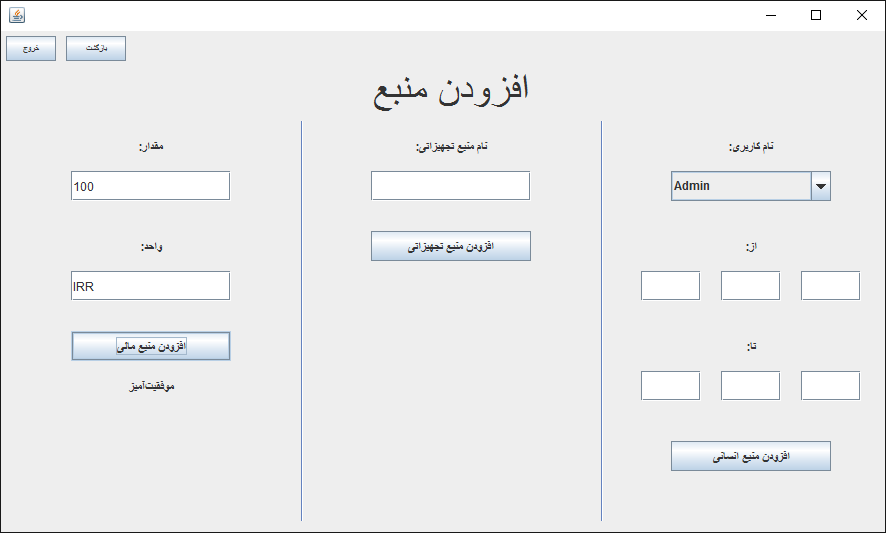 خروج
بازگشت
افزودن منبع
نام کاربری:
Admin
از:
تا:
افزودن منبع انسانی
نام منبع تجهیزاتی:
افزودن منبع تجهیزاتی
مقدار:
100
واحد:
IRR
افزودن منبع مالی
موفقیت‌آمیز